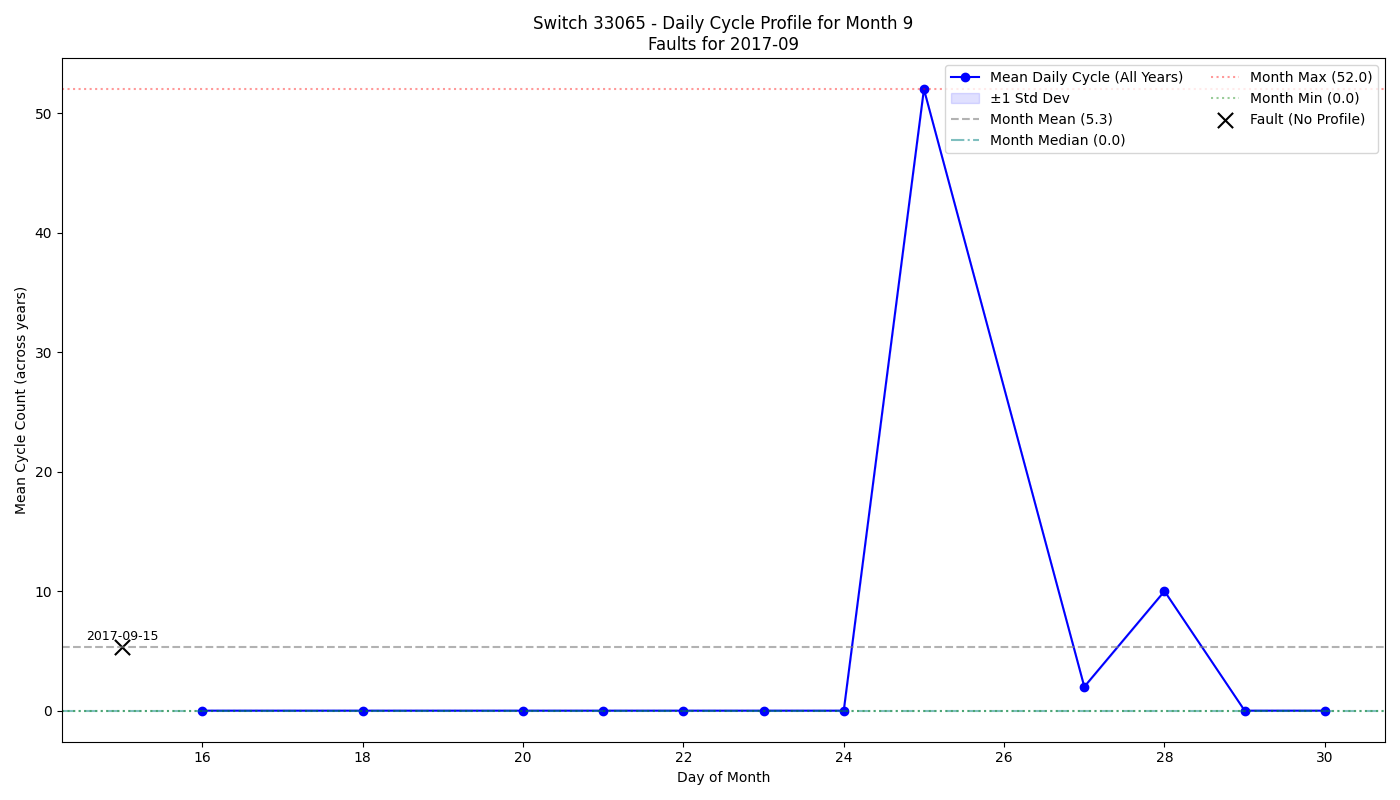 Switch 33065 - Daily Cycle Profile for Month 9
Faults for 2017-09
Mean Daily Cycle (All Years)
±1 Std Dev
Month Mean (5.3)
Month Median (0.0)
Month Max (52.0)
Month Min (0.0)
Fault (No Profile)
Mean Cycle Count (across years)
50
40
30
20
10
0
2017-09-15
16
18
20
22
24
26
28
30
Day of Month